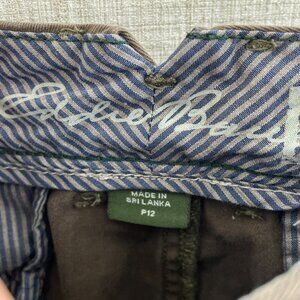 Eddie Bauer
MADE IN
SRI LANKA
P12